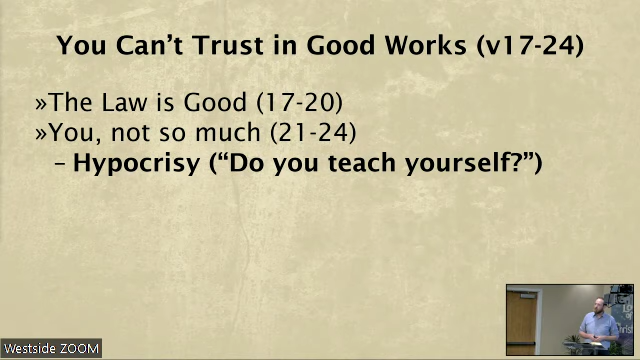 You Can't Trust in Good Works (v17-24)
»The Law is Good (17-20)
»You, not so much (21-24)
– Hypocrisy (“Do you teach yourself?”)
Westside ZOOM